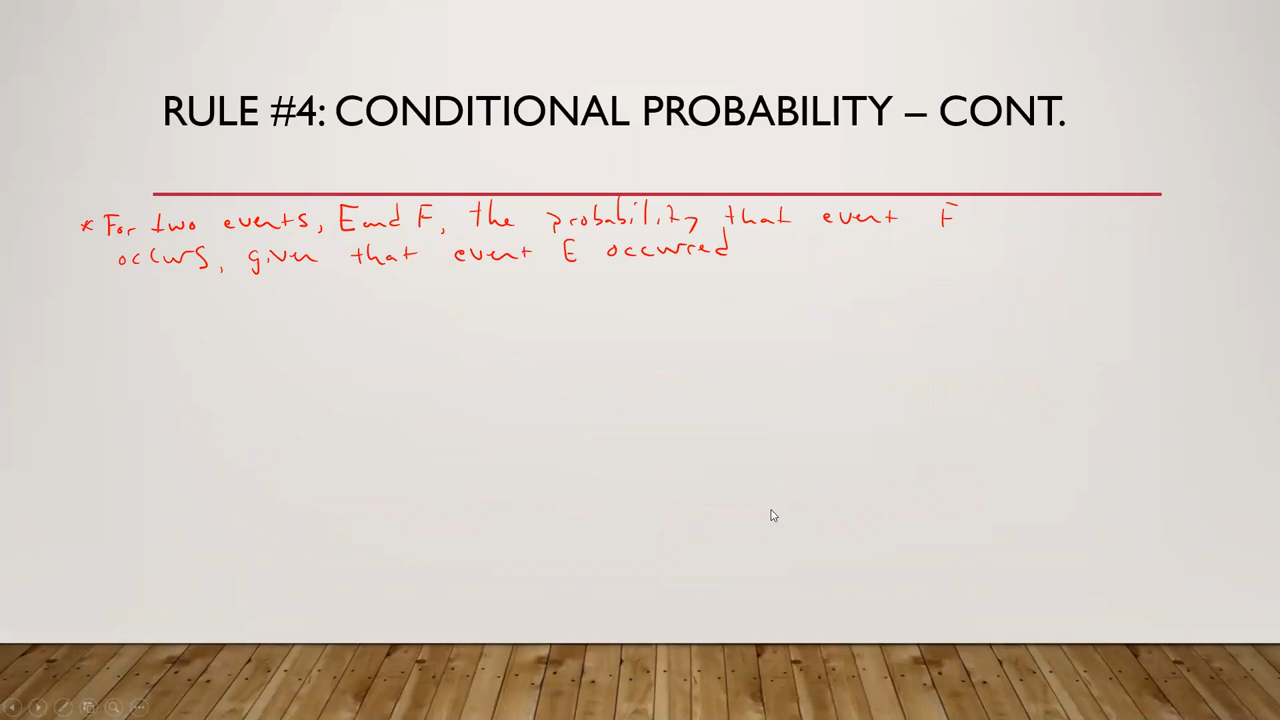 RULE #4: CONDITIONAL PROBABILITY – CONT.
* For two events, E and F, the probability that event F
occurs, given that event E occurred